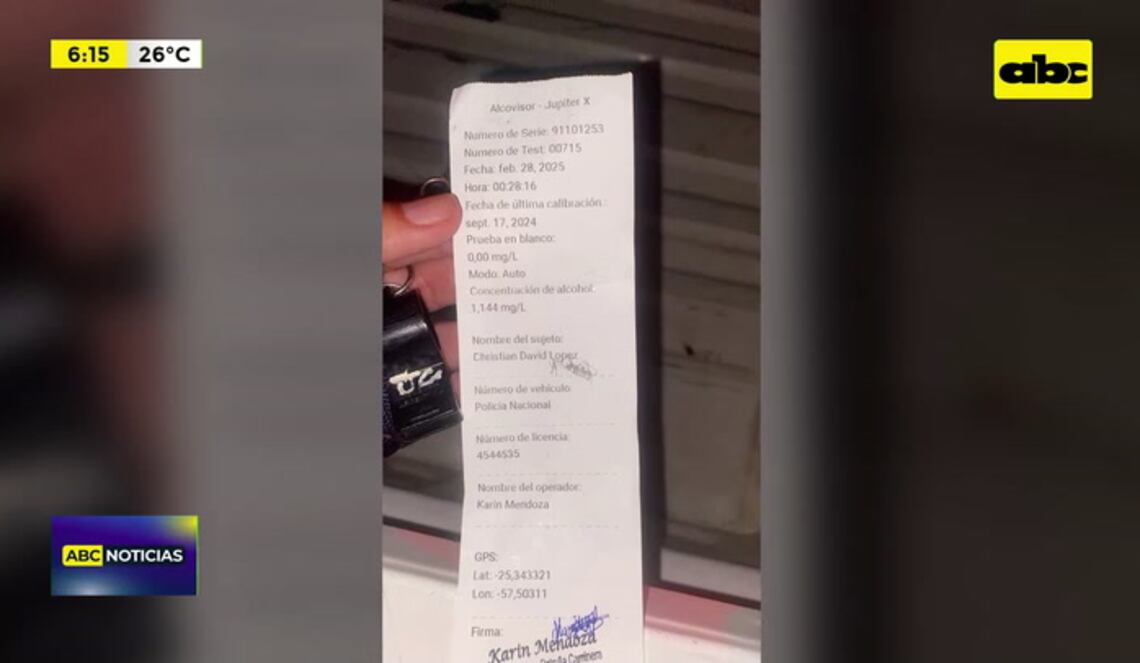 6:15 26°C
abc
Alcovisor - Jupiter X
Numero de Serie: 91101253
Numero de Test: 00715
Fecha: feb. 28, 2025
Hora: 00:28:16
Fecha de última calibración:
sept. 17, 2024
Prueba en blanco:
0,00 mg/L
Modo: Auto
Concentración de alcohol:
1,144 mg/L
Nombre del sujeto:
Christian David Lopez
Número de vehículo
Policia Nacional
Número de licencia:
4544535
Nombre del operador:
Karin Mendoza
GPS:
Lat: -25,343321
Lon: -57,50311
Firma:
Karin Mendoza
Caminera
ABC NOTICIAS